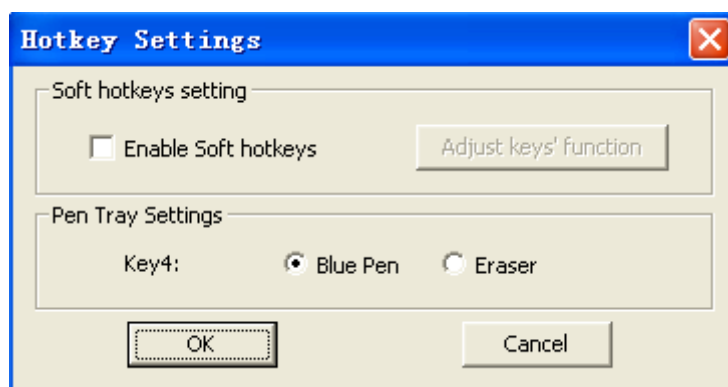 Hotkey Settings
Soft hotkeys setting
Enable Soft hotkeys Adjust keys' function
Pen Tray Settings
Key4: Blue Pen Eraser
OK Cancel